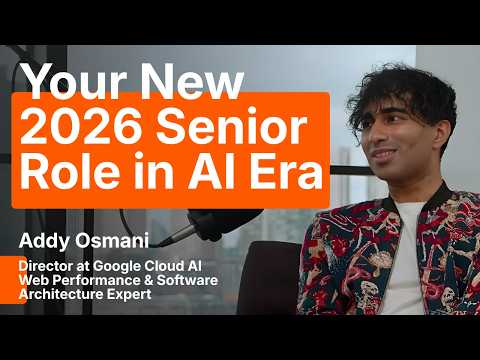 Your New
2026 Senior
Role in AI Era
Addy Osmani
Director at Google Cloud AI
Web Performance & Software
Architecture Expert